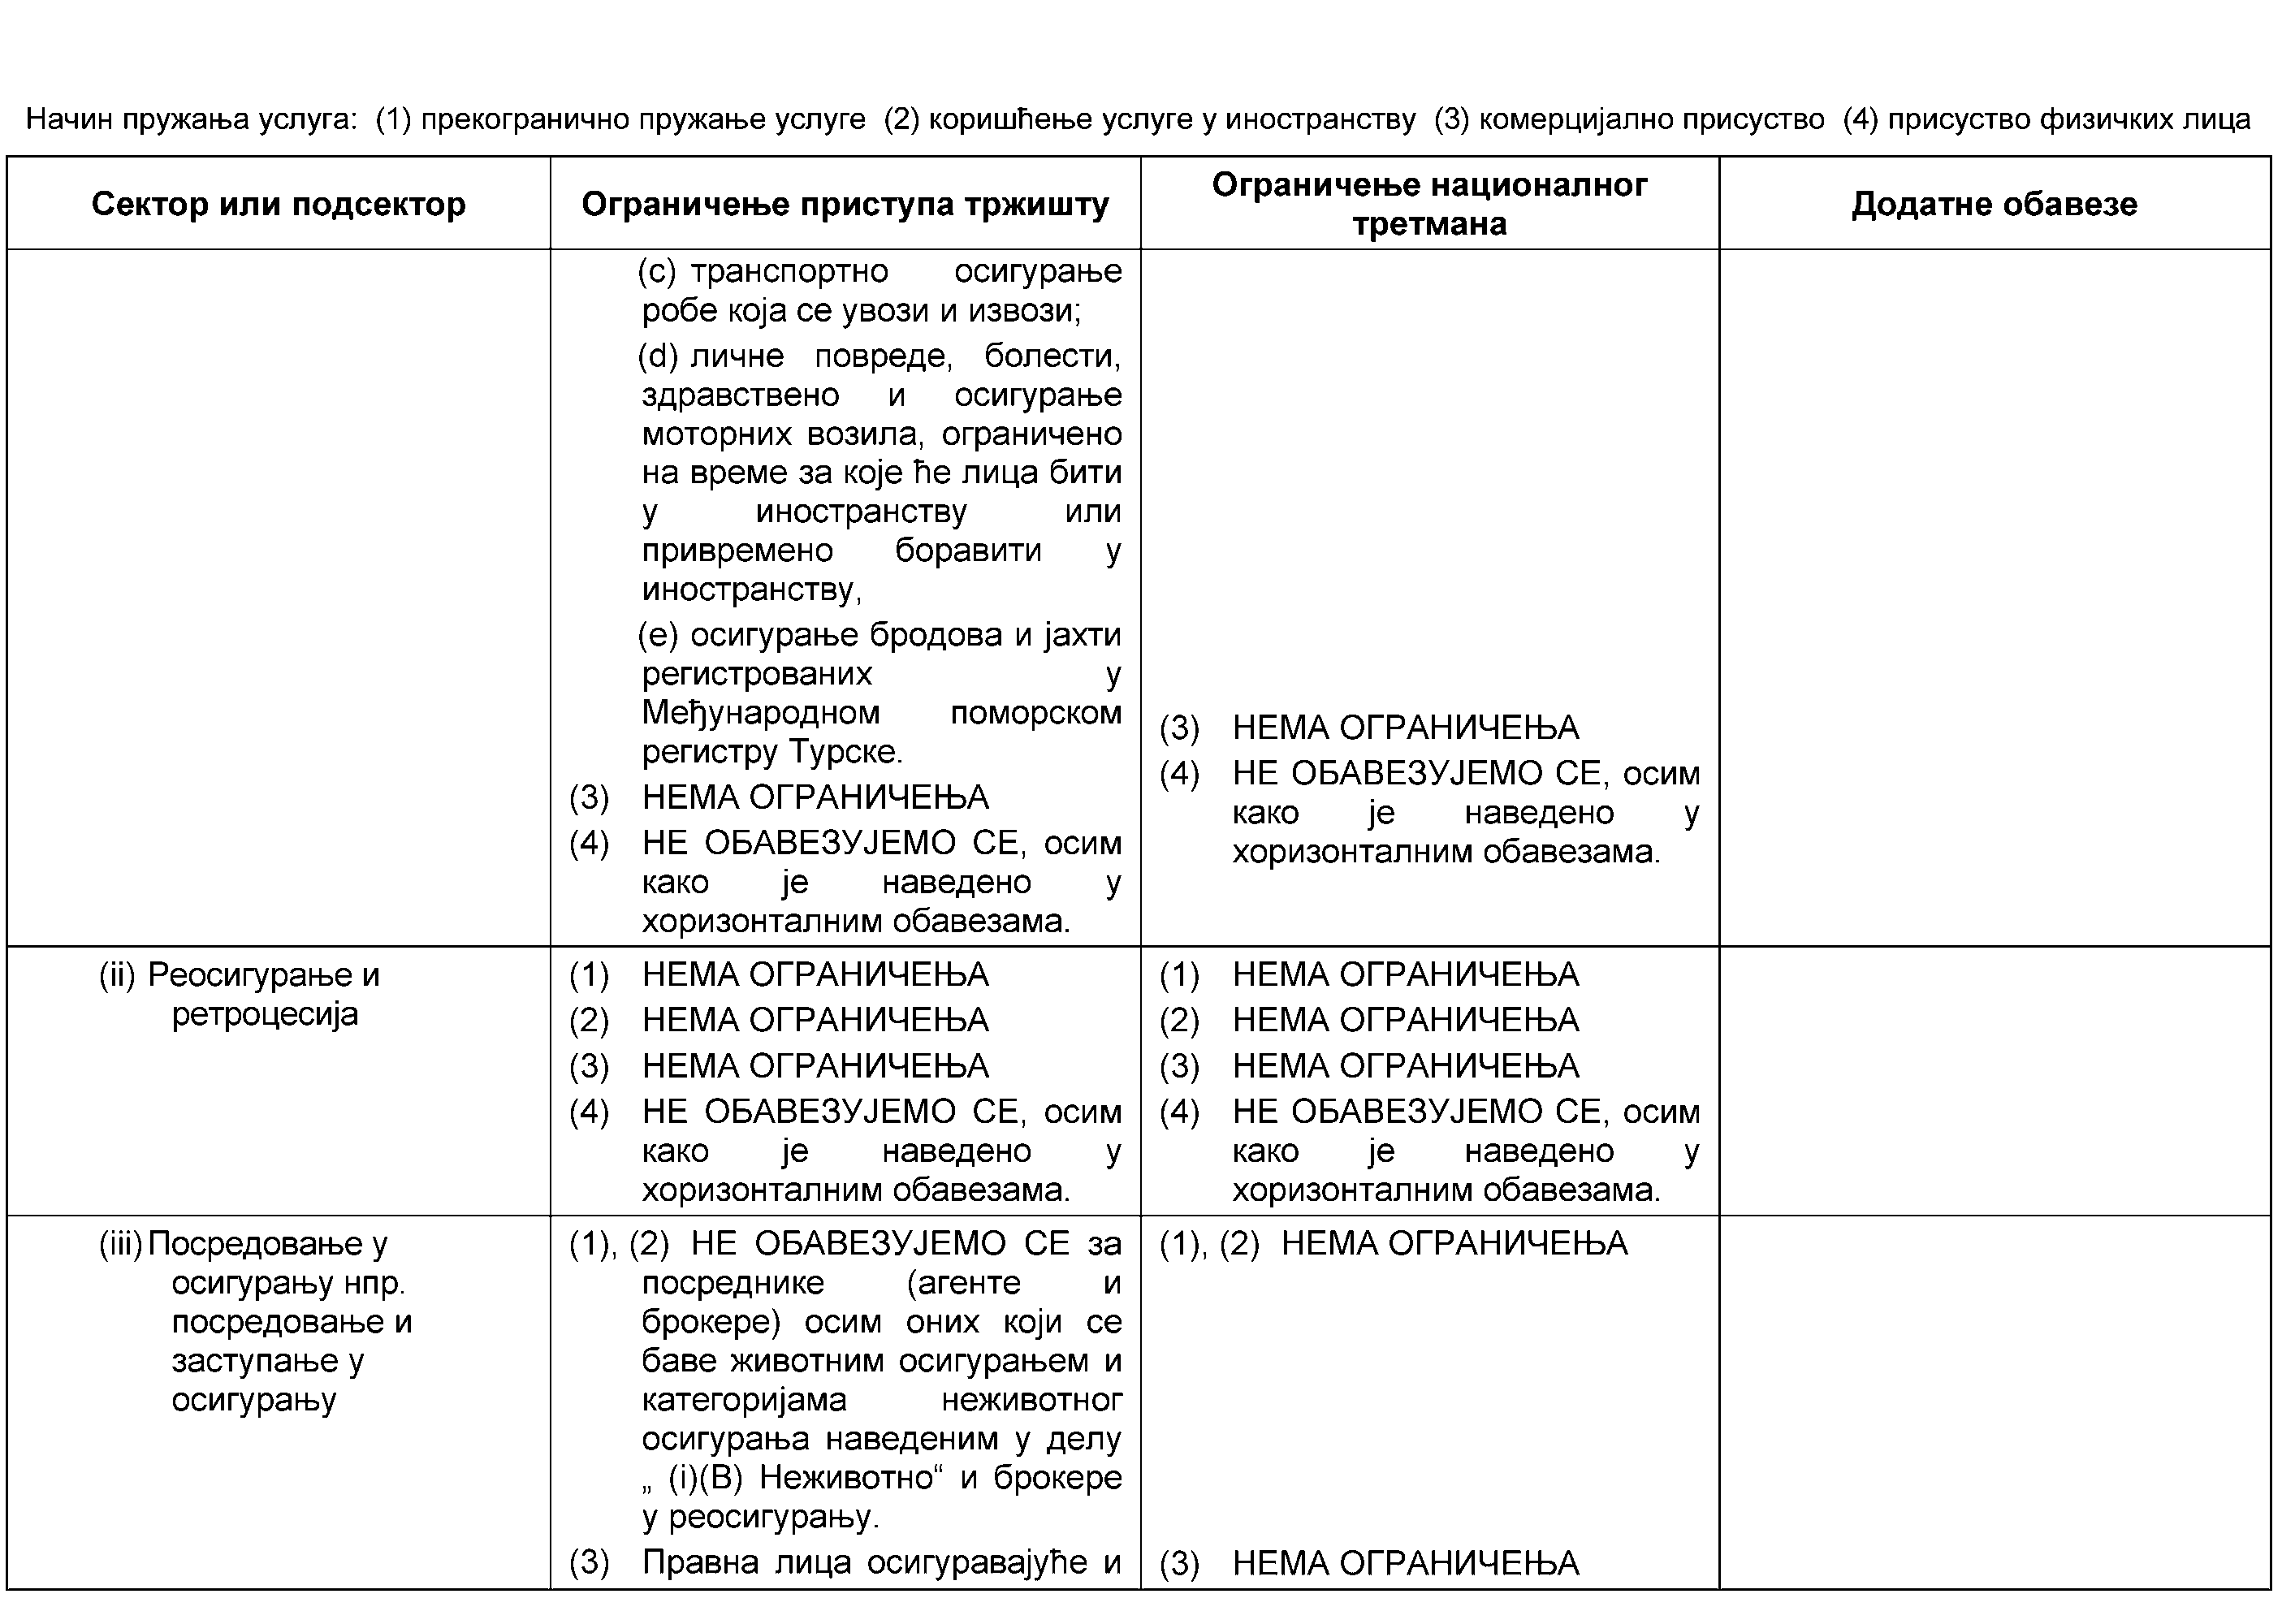 Начин пружања услуга: (1) прекогранично пружање услуге (2) коришћење услуге у иностранству (3) комерцијално присуство (4) присуство физичких лица
Сектор или подсектор
Ограничење приступа тржишту
Ограничење националног
третмана
Додатне обавезе
(c) транспортно осигурање
робе која се увози и извози;
(d) личне повреде, болести,
здравствено и осигурање
моторних возила, ограничено
на време за које ће лица бити
у иностранству или
привремено боравити у
иностранству,
(e) осигурање бродова и јахти
регистрованих у
Међународном поморском
регистру Турске.
(3) НЕМА ОГРАНИЧЕЊА
(4) НЕ ОБАВЕЗУЈЕМО СЕ, осим
како је наведено у
хоризонталним обавезама.
(3) НЕМА ОГРАНИЧЕЊА
(4) НЕ ОБАВЕЗУЈЕМО СЕ, осим
како је наведено у
хоризонталним обавезама.
(ii) Реосигурање и
ретроцесија
(1) НЕМА ОГРАНИЧЕЊА
(2) НЕМА ОГРАНИЧЕЊА
(3) НЕМА ОГРАНИЧЕЊА
(4) НЕ ОБАВЕЗУЈЕМО СЕ, осим
како је наведено у
хоризонталним обавезама.
(1) НЕМА ОГРАНИЧЕЊА
(2) НЕМА ОГРАНИЧЕЊА
(3) НЕМА ОГРАНИЧЕЊА
(4) НЕ ОБАВЕЗУЈЕМО СЕ, осим
како је наведено у
хоризонталним обавезама.
(iii) Посредовање у
осигурању нпр.
посредовање и
заступање у
осигурању
(1), (2) НЕ ОБАВЕЗУЈЕМО СЕ за
посреднике (агенте и
брокере) осим оних који се
баве животним осигурањем и
категоријама неживотног
осигурања наведеним у делу
„ (i)(B) Неживотно“ и брокере
у реосигурању.
(3) Правна лица осигуравајуће и
(1), (2) НЕМА ОГРАНИЧЕЊА
(3) НЕМА ОГРАНИЧЕЊА